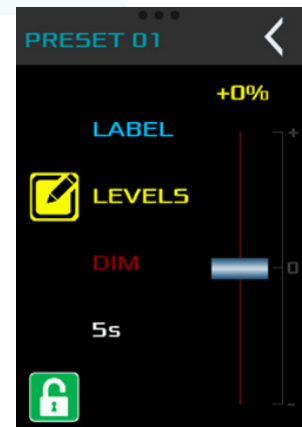 PRESET 01
+0%
LABEL
+
LEVELS
DIM
0
5s
-